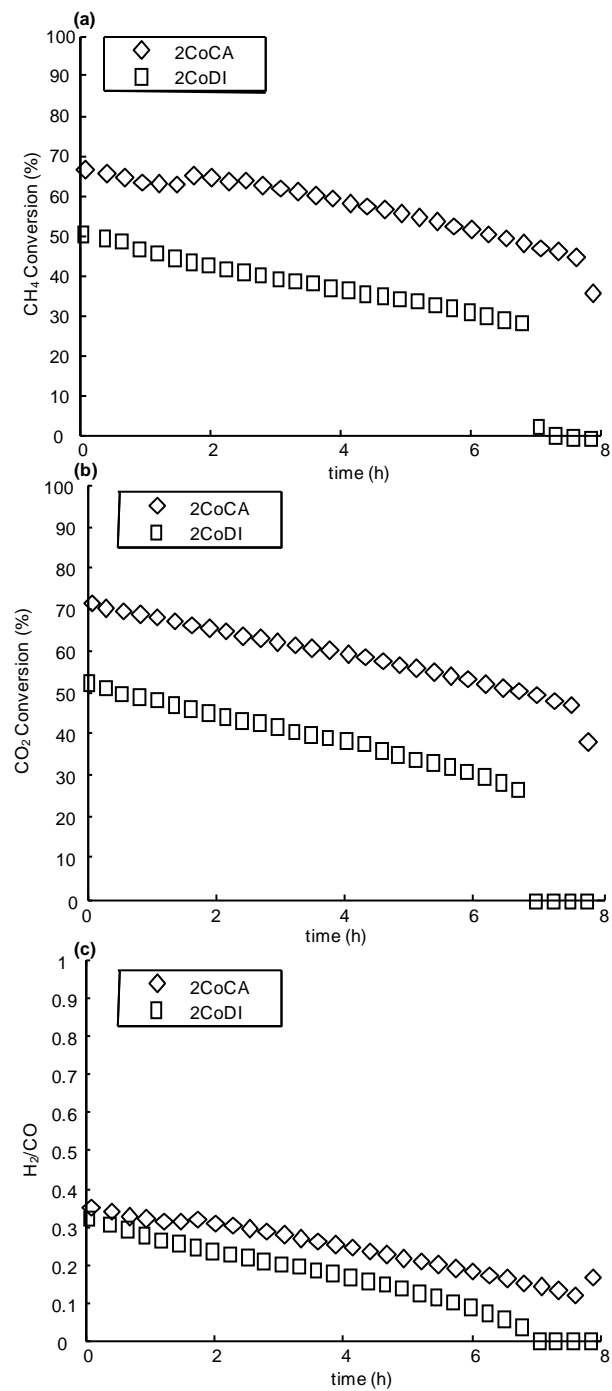 (a)
2CoCA
2CoDI
100
90
80
70
60
50
40
30
20
10
0
CH₄ Conversion (%)
0 2 4 6 8
time (h)
(b)
2CoCA
2CoDI
100
90
80
70
60
50
40
30
20
10
0
CO₂ Conversion (%)
0 2 4 6 8
time (h)
(c)
2CoCA
2CoDI
1
0.9
0.8
0.7
0.6
0.5
0.4
0.3
0.2
0.1
0
H₂/CO
0 2 4 6 8
time (h)